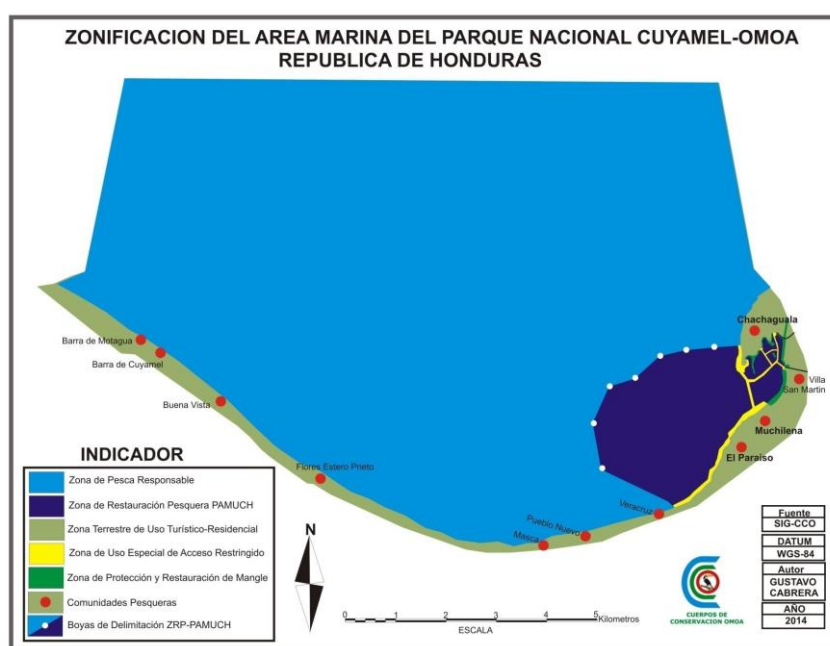 ZONIFICACION DEL AREA MARINA DEL PARQUE NACIONAL CUYAMEL-OMOA
REPUBLICA DE HONDURAS
Chachaguala
Barra de Motagua
Barra de Cuyamel
Villa
San Martin
Buena Vista
Muchilena
El Paraiso
Flores Estero Prieto
Veracruz
Pueblo Nuevo
Masca
INDICADOR
Zona de Pesca Responsable
Zona de Restauración Pesquera PAMUCH
Zona Terrestre de Uso Turístico-Residencial
Zona de Uso Especial de Acceso Restringido
Zona de Protección y Restauración de Mangle
Comunidades Pesqueras
Boyas de Delimitación ZRP-PAMUCH
N
0 1 2 3 4 5 Kilometros
ESCALA
CUERPOS DE
CONSERVACION OMOA
Fuente
SIG-CCO
DATUM
WGS-84
Autor
GUSTAVO
CABRERA
AÑO
2014